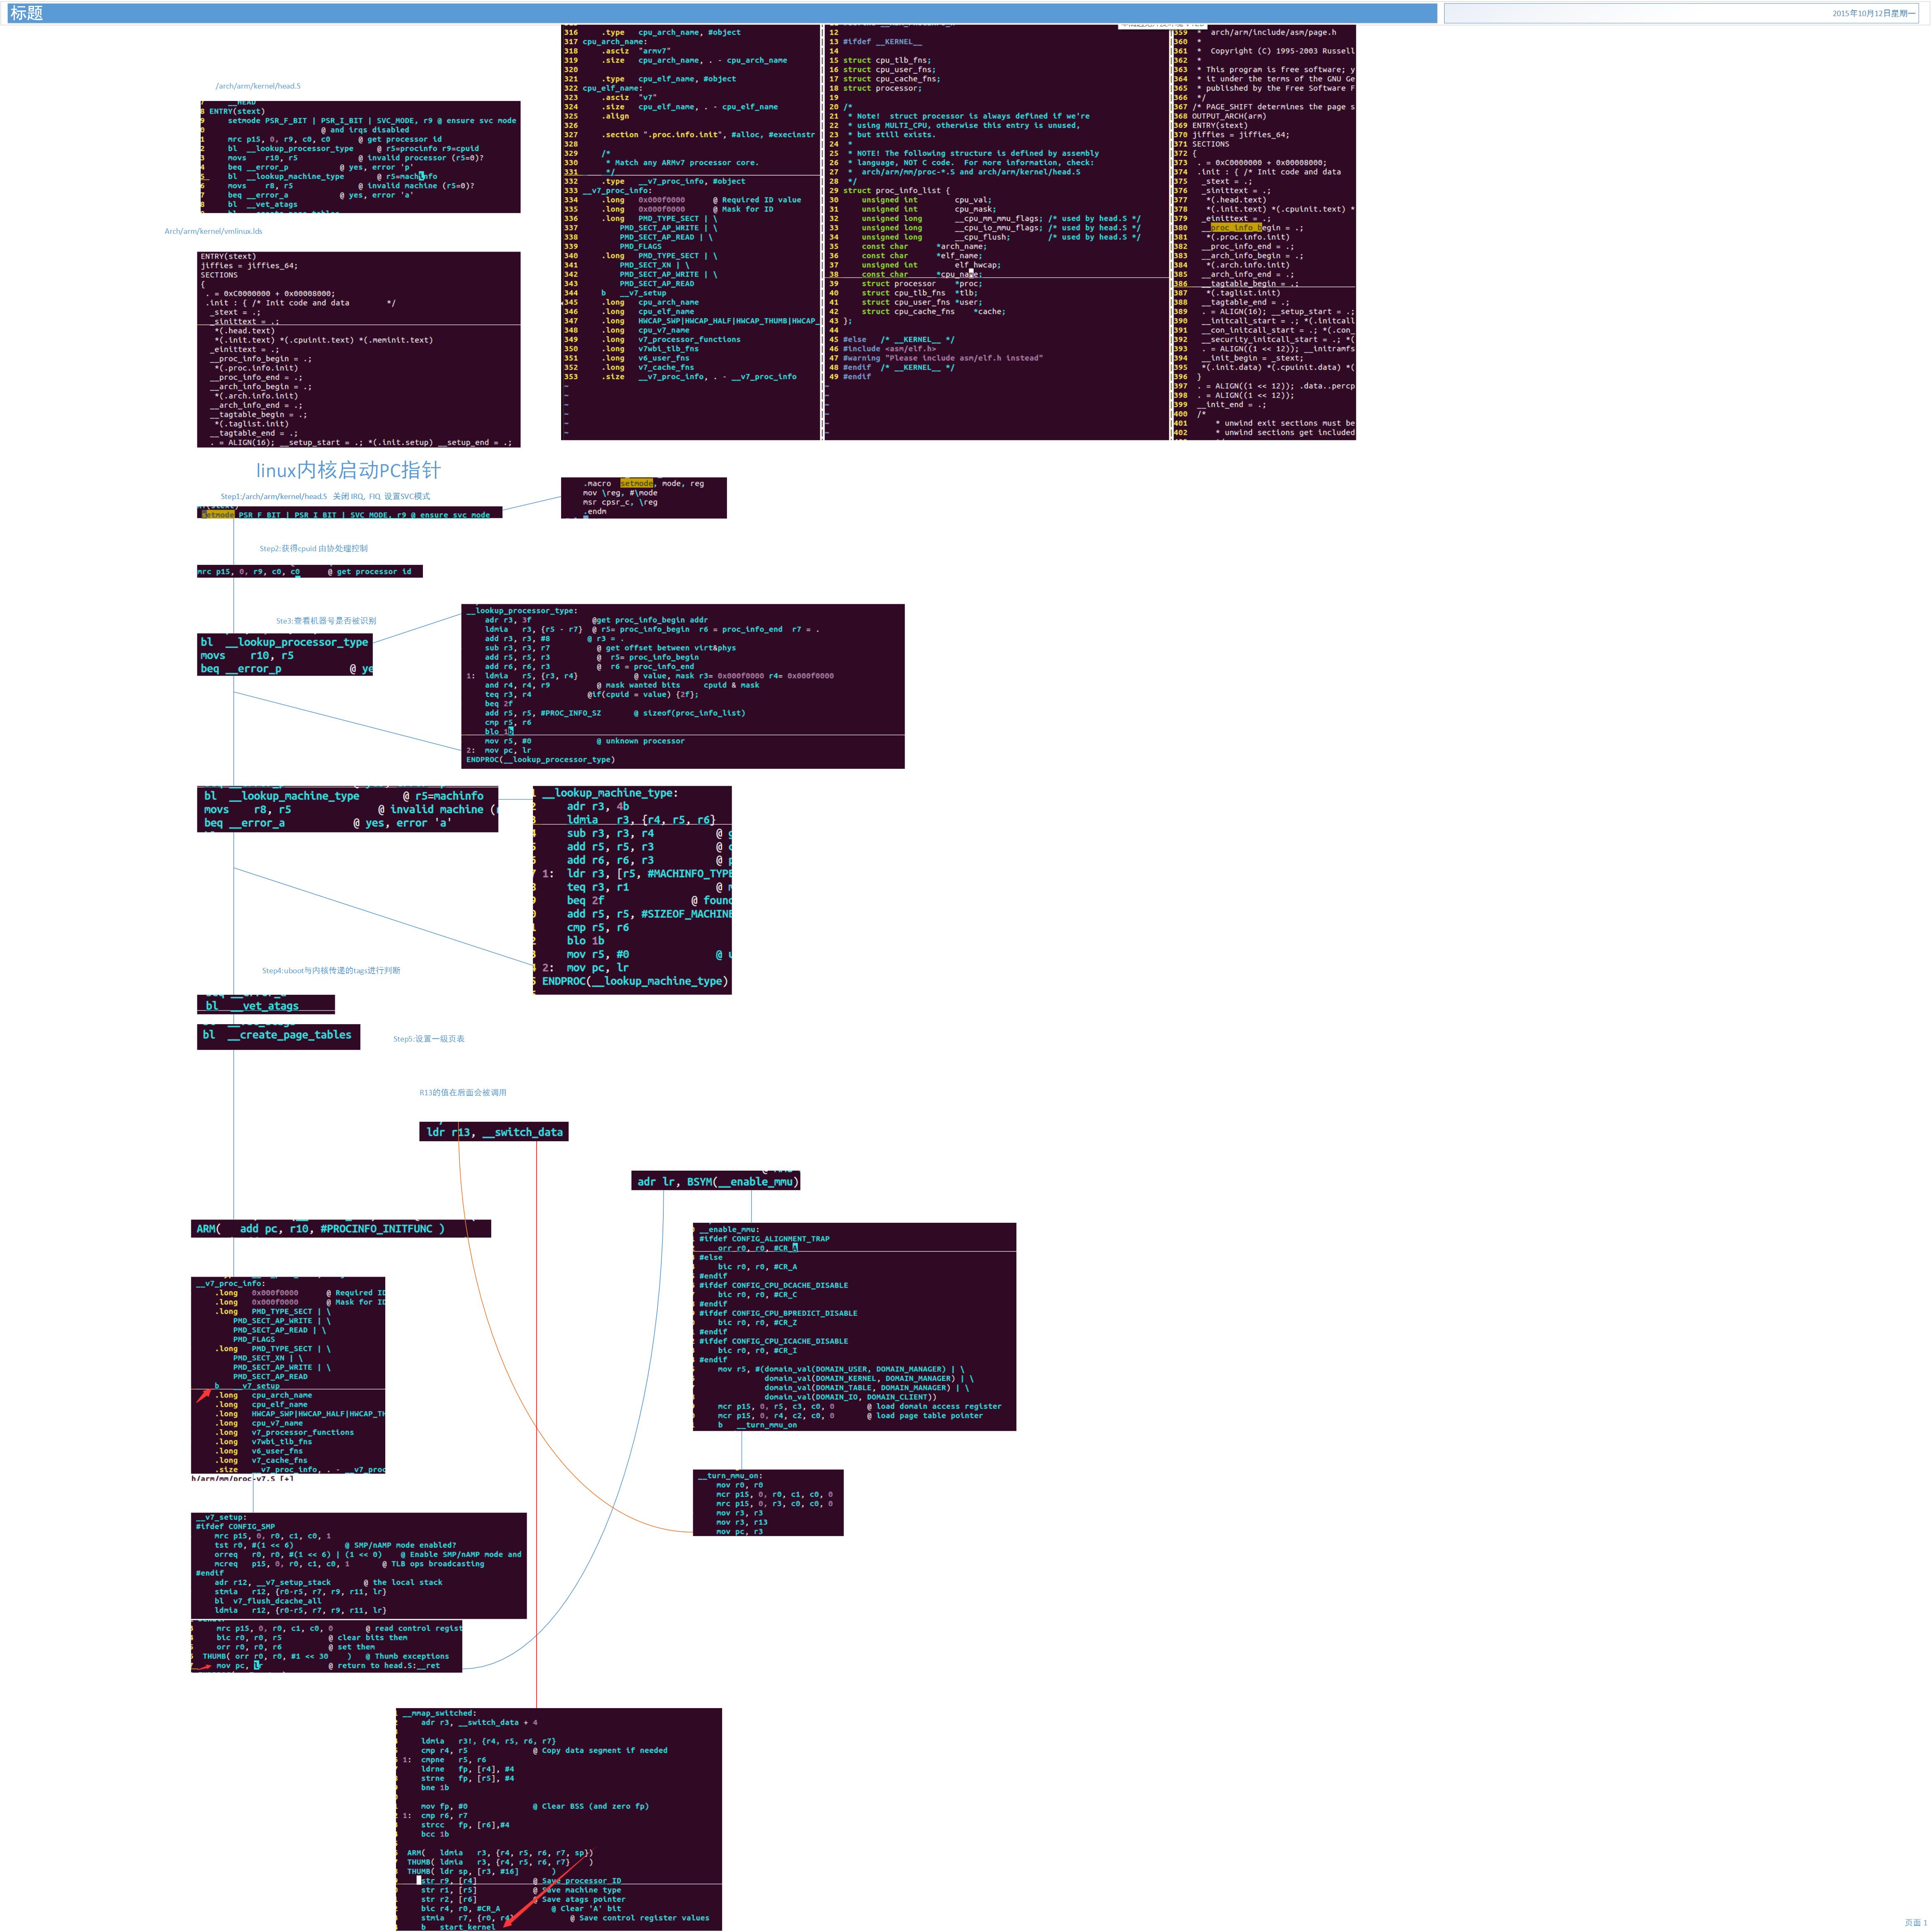 标题
2015年10月12日星期一
/arch/arm/kernel/head.S
8 ENTRY(stext)
9 setmode PSR_F_BIT | PSR_I_BIT | SVC_MODE, r9 @ ensure svc mode
0 @ and irqs disabled
1 mrc p15, 0, r9, c0, c0 @ get processor id
2 bl __lookup_processor_type @ r5=procinfo r9=cpuid
3 movs r10, r5 @ invalid processor (r5=0)?
4 beq __error_p @ yes, error 'p'
5 bl __lookup_machine_type @ r5=machinfo
6 movs r8, r5 @ invalid machine (r5=0)?
7 beq __error_a @ yes, error 'a'
8 bl __vet_atags
Arch/arm/kernel/vmlinux.lds
ENTRY(stext)
jiffies = jiffies_64;
SECTIONS
{
. = 0xC0000000 + 0x00008000;
.init : { /* Init code and data */
_stext = .;
_sinittext = .;
*(.head.text)
*(.init.text) *(.cpuinit.text) *(.meminit.text)
_einittext = .;
__proc_info_begin = .;
*(.proc.info.init)
__proc_info_end = .;
__arch_info_begin = .;
*(.arch.info.init)
__arch_info_end = .;
__tagtable_begin = .;
*(.taglist.init)
__tagtable_end = .;
. = ALIGN(16); __setup_start = .; *(.init.setup) __setup_end = .;
316 .type cpu_arch_name, #object
317 cpu_arch_name:
318 .asciz "armv7"
319 .size cpu_arch_name, . - cpu_arch_name
320
321 .type cpu_elf_name, #object
322 cpu_elf_name:
323 .asciz "v7"
324 .size cpu_elf_name, . - cpu_elf_name
325 .align
326
327 .section ".proc.info.init", #alloc, #execinstr
328
329 /*
330 * Match any ARMv7 processor core.
331 */
332 .type __v7_proc_info, #object
333 __v7_proc_info:
334 .long 0x000f0000 @ Required ID value
335 .long 0x000f0000 @ Mask for ID
336 .long PMD_TYPE_SECT | \
337 PMD_SECT_AP_WRITE | \
338 PMD_SECT_AP_READ | \
339 PMD_FLAGS
340 .long PMD_TYPE_SECT | \
341 PMD_SECT_XN | \
342 PMD_SECT_AP_WRITE | \
343 PMD_SECT_AP_READ
344 b __v7_setup
345 .long cpu_arch_name
346 .long cpu_elf_name
347 .long HWCAP_SWP|HWCAP_HALF|HWCAP_THUMB|HWCAP_
348 .long cpu_v7_name
349 .long v7_processor_functions
350 .long v7wbi_tlb_fns
351 .long v6_user_fns
352 .long v7_cache_fns
353 .size __v7_proc_info, . - __v7_proc_info
12
13 #ifdef __KERNEL__
14
15 struct cpu_tlb_fns;
16 struct cpu_user_fns;
17 struct cpu_cache_fns;
18 struct processor;
19
20 /*
21 * Note! struct processor is always defined if we're
22 * using MULTI_CPU, otherwise this entry is unused,
23 * but still exists.
24 *
25 * NOTE! The following structure is defined by assembly
26 * language, NOT C code. For more information, check:
27 * arch/arm/mm/proc-*.S and arch/arm/kernel/head.S
28 */
29 struct proc_info_list {
30 unsigned int cpu_val;
31 unsigned int cpu_mask;
32 unsigned long __cpu_mm_mmu_flags; /* used by head.S */
33 unsigned long __cpu_io_mmu_flags; /* used by head.S */
34 unsigned long __cpu_flush; /* used by head.S */
35 const char *arch_name;
36 const char *elf_name;
37 unsigned int elf_hwcap;
38 const char *cpu_name;
39 struct processor *proc;
40 struct cpu_tlb_fns *tlb;
41 struct cpu_user_fns *user;
42 struct cpu_cache_fns *cache;
43 };
44
45 #else /* __KERNEL__ */
46 #include <asm/elf.h>
47 #warning "Please include asm/elf.h instead"
48 #endif /* __KERNEL__ */
49 #endif
359 * arch/arm/include/asm/page.h
360 *
361 * Copyright (C) 1995-2003 Russell
362 *
363 * This program is free software; y
364 * it under the terms of the GNU Ge
365 * published by the Free Software F
366 */
367 /* PAGE_SHIFT determines the page s
368 OUTPUT_ARCH(arm)
369 ENTRY(stext)
370 jiffies = jiffies_64;
371 SECTIONS
372 {
373 . = 0xC0000000 + 0x00008000;
374 .init : { /* Init code and data
375 _stext = .;
376 _sinittext = .;
377 *(.head.text)
378 *(.init.text) *(.cpuinit.text) *
379 _einittext = .;
380 __proc_info_begin = .;
381 *(.proc.info.init)
382 __proc_info_end = .;
383 __arch_info_begin = .;
384 *(.arch.info.init)
385 __arch_info_end = .;
386 __tagtable_begin = .;
387 *(.taglist.init)
388 __tagtable_end = .;
389 . = ALIGN(16); __setup_start = .;
390 __initcall_start = .; *(.initcall
391 __con_initcall_start = .; *(.con_
392 __security_initcall_start = .; *(
393 . = ALIGN((1 << 12)); __initramfs
394 __init_begin = _stext;
395 *(.init.data) *(.cpuinit.data) *(
396 }
397 . = ALIGN((1 << 12)); .data..percp
398 . = ALIGN((1 << 12));
399 __init_end = .;
400 /*
401 * unwind exit sections must be
402 * unwind sections get included
linux内核启动PC指针
Step1:/arch/arm/kernel/head.S 关闭 IRQ, FIQ 设置SVC模式
setmode PSR_F_BIT | PSR_I_BIT | SVC_MODE, r9 @ ensure svc mode
.macro setmode, mode, reg
mov \reg, #\mode
msr cpsr_c, \reg
.endm
Step2:获得cpuid 由协处理控制
mrc p15, 0, r9, c0, c0 @ get processor id
Ste3:查看机器号是否被识别
bl __lookup_processor_type
movs r10, r5
beq __error_p @ ye
__lookup_processor_type:
adr r3, 3f @get proc_info_begin addr
ldmia r3, {r5 - r7} @ r5= proc_info_begin r6 = proc_info_end r7 = .
add r3, r3, #8 @ r3 = .
sub r3, r3, r7 @ get offset between virt&phys
add r5, r5, r3 @ r5= proc_info_begin
add r6, r6, r3 @ r6 = proc_info_end
1: ldmia r5, {r3, r4} @ value, mask r3= 0x000f0000 r4= 0x000f0000
and r4, r4, r9 @ mask wanted bits cpuid & mask
teq r3, r4 @if(cpuid = value) {2f};
beq 2f
add r5, r5, #PROC_INFO_SZ @ sizeof(proc_info_list)
cmp r5, r6
blo 1b
mov r5, #0 @ unknown processor
2: mov pc, lr
ENDPROC(__lookup_processor_type)
bl __lookup_machine_type @ r5=machinfo
movs r8, r5 @ invalid machine (r
beq __error_a @ yes, error 'a'
1 __lookup_machine_type:
2 adr r3, 4b
3 ldmia r3, {r4, r5, r6}
4 sub r3, r3, r4 @ g
5 add r5, r5, r3 @ c
6 add r6, r6, r3 @ p
7 1: ldr r3, [r5, #MACHINFO_TYPE
8 teq r3, r1 @ m
9 beq 2f @ found
0 add r5, r5, #SIZEOF_MACHINE
1 cmp r5, r6
2 blo 1b
3 mov r5, #0 @ u
4 2: mov pc, lr
5 ENDPROC(__lookup_machine_type)
Step4:uboot与内核传递的tags进行判断
bl __vet_atags
bl __create_page_tables
Step5:设置一级页表
R13的值在后面会被调用
ldr r13, __switch_data
adr lr, BSYM(__enable_mmu)
ARM( add pc, r10, #PROCINFO_INITFUNC )
__enable_mmu:
#ifdef CONFIG_ALIGNMENT_TRAP
orr r0, r0, #CR_A
#else
bic r0, r0, #CR_A
#endif
#ifdef CONFIG_CPU_DCACHE_DISABLE
bic r0, r0, #CR_C
#endif
#ifdef CONFIG_CPU_BPREDICT_DISABLE
bic r0, r0, #CR_Z
#endif
#ifdef CONFIG_CPU_ICACHE_DISABLE
bic r0, r0, #CR_I
#endif
mov r5, #(domain_val(DOMAIN_USER, DOMAIN_MANAGER) | \
domain_val(DOMAIN_KERNEL, DOMAIN_MANAGER) | \
domain_val(DOMAIN_TABLE, DOMAIN_MANAGER) | \
domain_val(DOMAIN_IO, DOMAIN_CLIENT))
mcr p15, 0, r5, c3, c0, 0 @ load domain access register
mcr p15, 0, r4, c2, c0, 0 @ load page table pointer
b __turn_mmu_on
__v7_proc_info:
.long 0x000f0000 @ Required ID
.long 0x000f0000 @ Mask for ID
.long PMD_TYPE_SECT | \
PMD_SECT_AP_WRITE | \
PMD_SECT_AP_READ | \
PMD_FLAGS
.long PMD_TYPE_SECT | \
PMD_SECT_XN | \
PMD_SECT_AP_WRITE | \
PMD_SECT_AP_READ
b __v7_setup
.long cpu_arch_name
.long cpu_elf_name
.long HWCAP_SWP|HWCAP_HALF|HWCAP_TH
.long cpu_v7_name
.long v7_processor_functions
.long v7wbi_tlb_fns
.long v6_user_fns
.long v7_cache_fns
.size __v7_proc_info, . - __v7_proc
h/arm/mm/proc-v7.S [+]
__turn_mmu_on:
mov r0, r0
mcr p15, 0, r0, c1, c0, 0
mrc p15, 0, r3, c0, c0, 0
mov r3, r3
mov r3, r13
mov pc, r3
__v7_setup:
#ifdef CONFIG_SMP
mrc p15, 0, r0, c1, c0, 1
tst r0, #(1 << 6) @ SMP/nAMP mode enabled?
orreq r0, r0, #(1 << 6) | (1 << 0) @ Enable SMP/nAMP mode and
mcreq p15, 0, r0, c1, c0, 1 @ TLB ops broadcasting
#endif
adr r12, __v7_setup_stack @ the local stack
stmia r12, {r0-r5, r7, r9, r11, lr}
bl v7_flush_dcache_all
ldmia r12, {r0-r5, r7, r9, r11, lr}
mrc p15, 0, r0, c1, c0, 0 @ read control regist
bic r0, r0, r5 @ clear bits them
orr r0, r0, r6 @ set them
THUMB( orr r0, r0, #1 << 30 ) @ Thumb exceptions
mov pc, lr @ return to head.S:__ret
__mmap_switched:
adr r3, __switch_data + 4
ldmia r3!, {r4, r5, r6, r7}
cmp r4, r5 @ Copy data segment if needed
1: cmpne r5, r6
ldrne fp, [r4], #4
strne fp, [r5], #4
bne 1b
mov fp, #0 @ Clear BSS (and zero fp)
1: cmp r6, r7
strcc fp, [r6],#4
bcc 1b
ARM( ldmia r3, {r4, r5, r6, r7, sp})
THUMB( ldmia r3, {r4, r5, r6, r7} )
THUMB( ldr sp, [r3, #16] )
str r9, [r4] @ Save processor ID
str r1, [r5] @ Save machine type
str r2, [r6] @ Save atags pointer
bic r4, r0, #CR_A @ Clear 'A' bit
stmia r7, {r0, r4} @ Save control register values
b start_kernel
页面 1